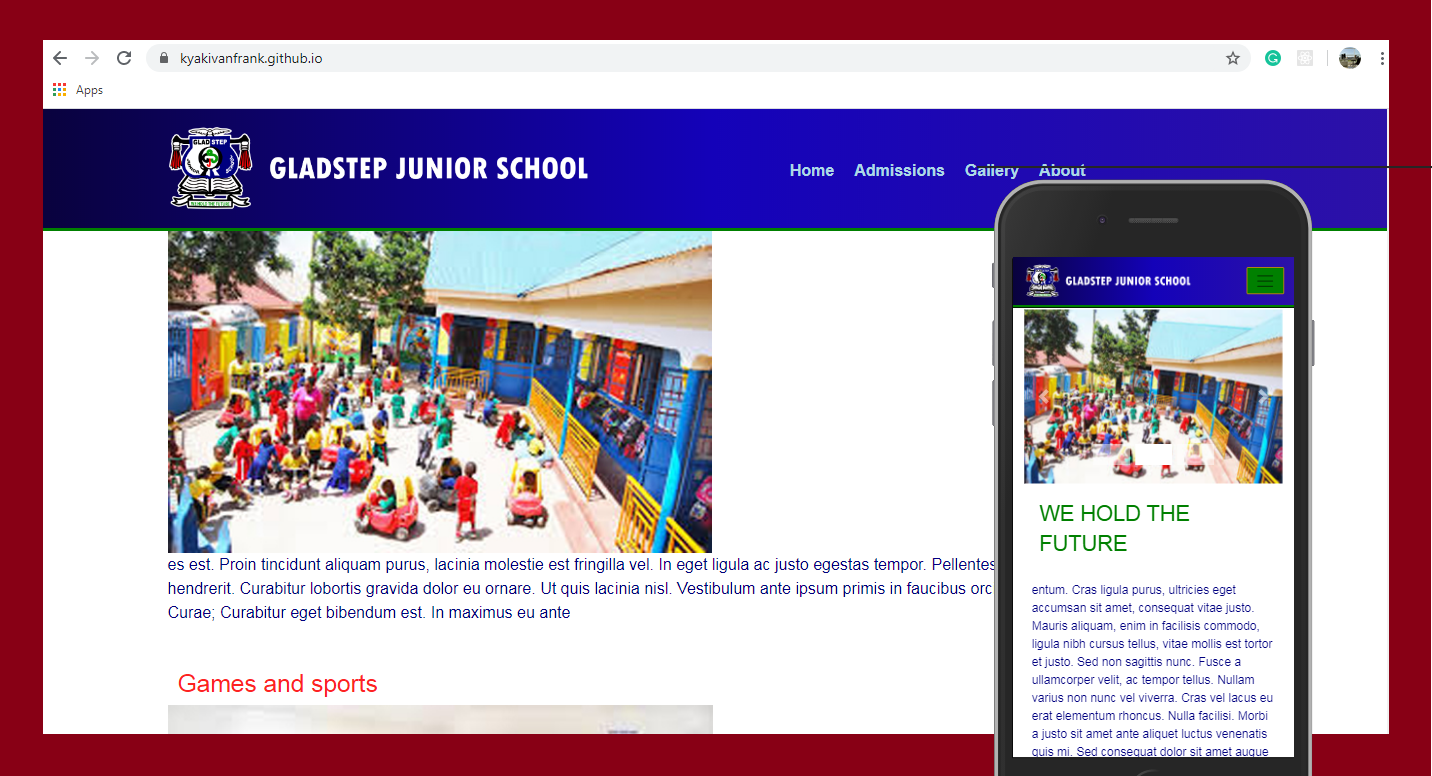 kyakivanfrank.github.io
Apps
GLAD STEP
GLADSTEP JUNIOR SCHOOL
Home Admissions Gallery About
es est. Proin tincidunt aliquam purus, lacinia molestie est fringilla vel. In eget ligula ac justo egestas tempor. Pellentes
hendrerit. Curabitur lobortis gravida dolor eu ornare. Ut quis lacinia nisl. Vestibulum ante ipsum primis in faucibus orc
Curae; Curabitur eget bibendum est. In maximus eu ante
Games and sports
GLADSTEP JUNIOR SCHOOL
WE HOLD THE
FUTURE
entum. Cras ligula purus, ultricies eget
accumsan sit amet, consequat vitae justo.
Mauris aliquam, enim in facilisis commodo,
ligula nibh cursus tellus, vitae mollis est tortor
et justo. Sed non sagittis nunc. Fusce a
ullamcorper velit, ac tempor tellus. Nullam
varius non nunc vel viverra. Cras vel lacus eu
erat elementum rhoncus. Nulla facilisi. Morbi
a justo sit amet ante aliquet luctus venenatis
quis mi. Sed consequat dolor sit amet augue